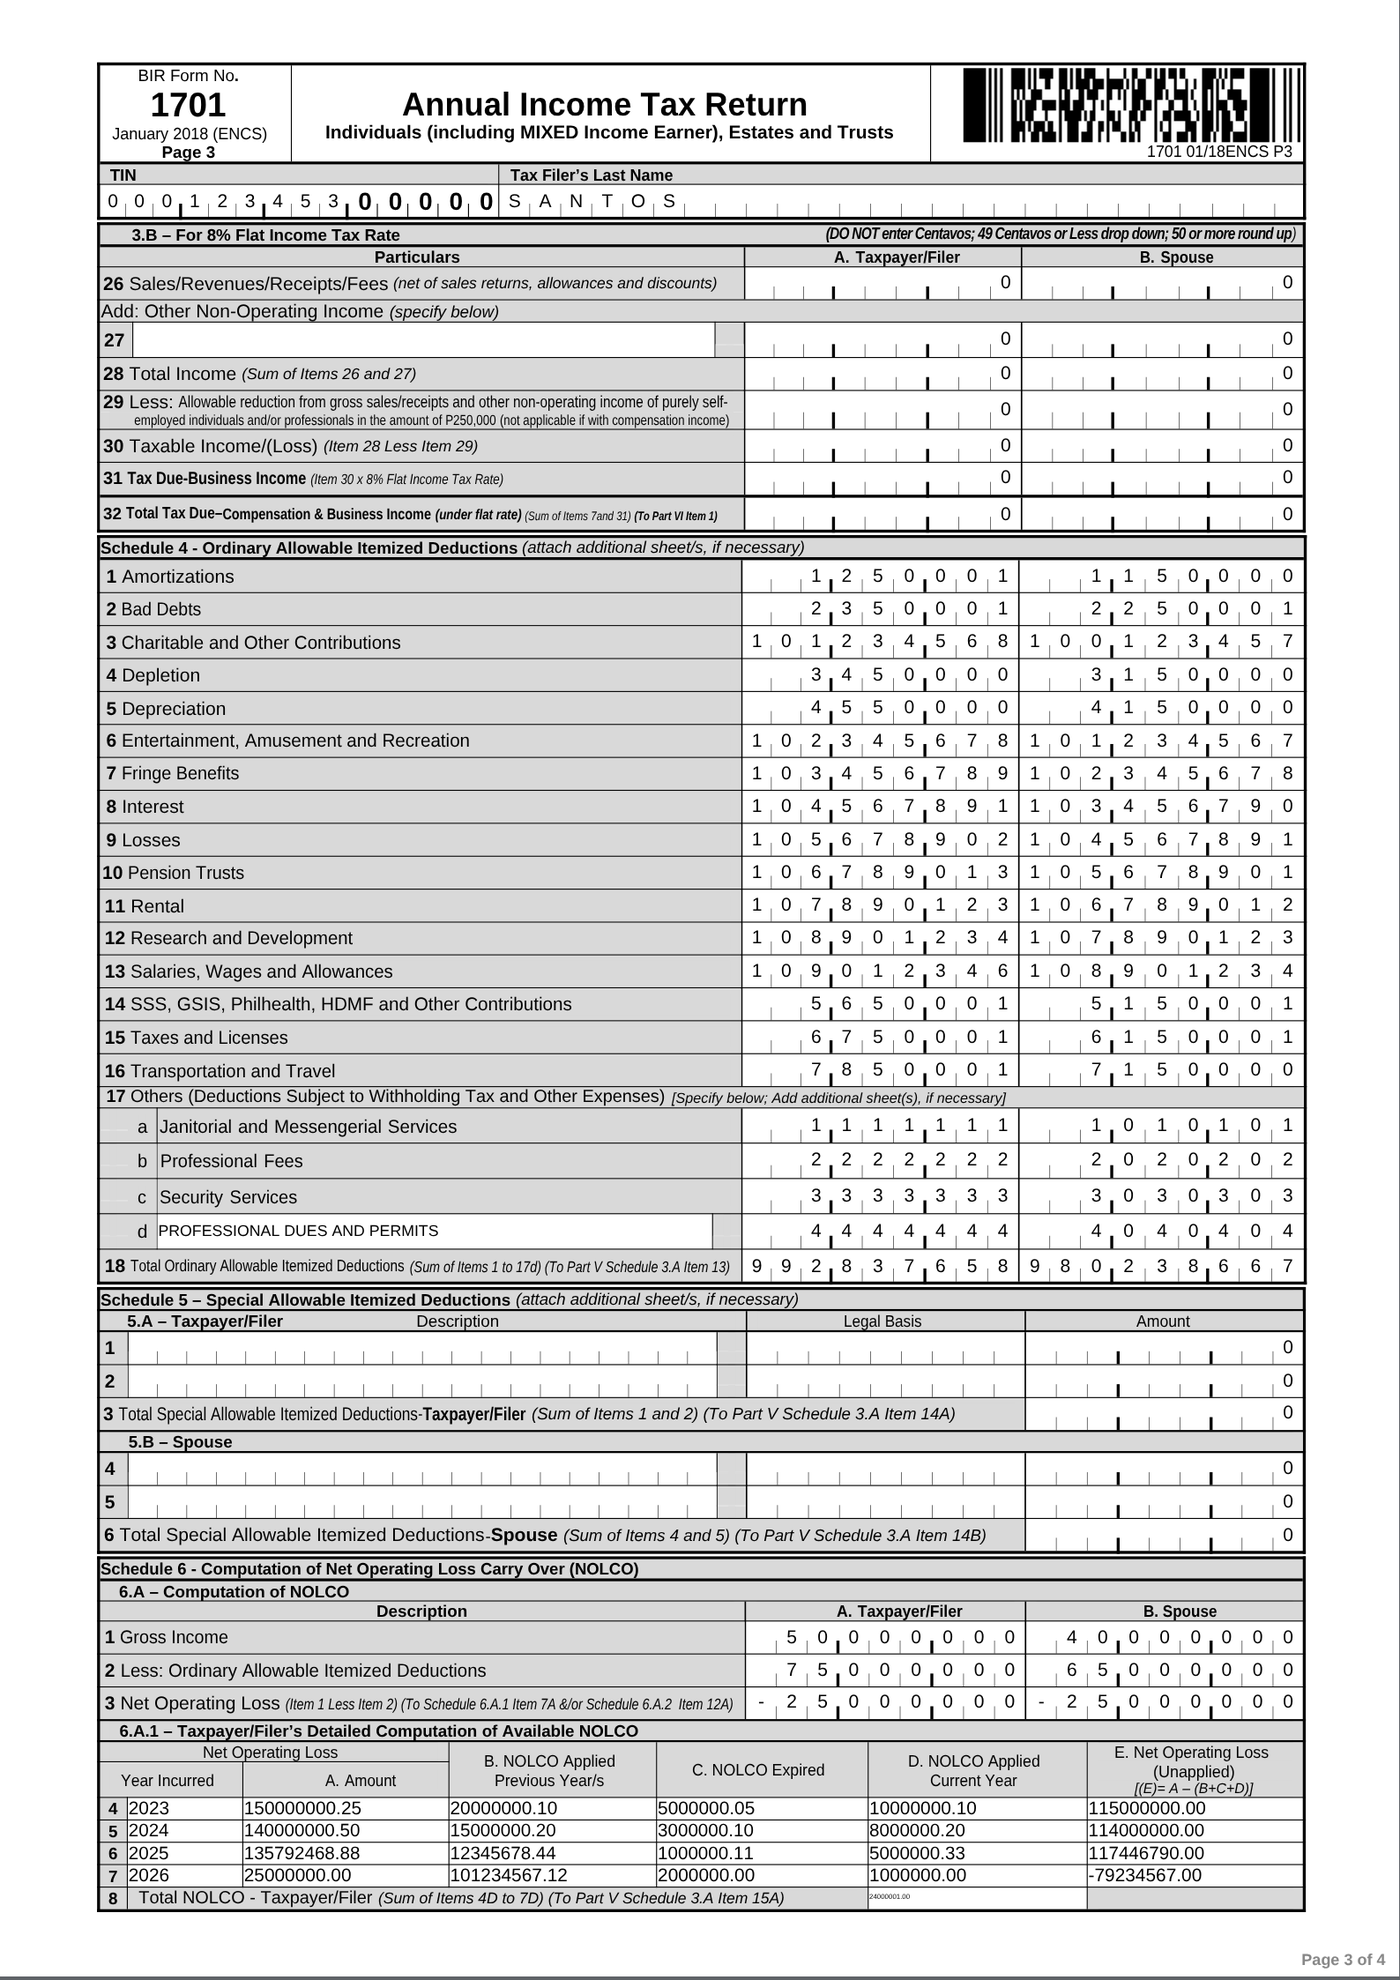 BIR Form No.
1701
January 2018 (ENCS)
Page 3
Annual Income Tax Return
Individuals (including MIXED Income Earner), Estates and Trusts
1701 01/18ENCS P3
TIN Tax Filer’s Last Name
0 0 0 1 2 3 4 5 3 0 0 0 0 0 S A N T O S
3.B – For 8% Flat Income Tax Rate (DO NOT enter Centavos; 49 Centavos or Less drop down; 50 or more round up)
Particulars A. Taxpayer/Filer B. Spouse
26 Sales/Revenues/Receipts/Fees (net of sales returns, allowances and discounts) 0 0
Add: Other Non-Operating Income (specify below)
27 0 0
28 Total Income (Sum of Items 26 and 27) 0 0
29 Less: Allowable reduction from gross sales/receipts and other non-operating income of purely self-
employed individuals and/or professionals in the amount of P250,000 (not applicable if with compensation income) 0 0
30 Taxable Income/(Loss) (Item 28 Less Item 29) 0 0
31 Tax Due-Business Income (Item 30 x 8% Flat Income Tax Rate) 0 0
32 Total Tax Due–Compensation & Business Income (under flat rate) (Sum of Items 7and 31) (To Part VI Item 1) 0 0
Schedule 4 - Ordinary Allowable Itemized Deductions (attach additional sheet/s, if necessary)
1 Amortizations 1 2 5 0 0 0 1 1 1 5 0 0 0 0
2 Bad Debts 2 3 5 0 0 0 1 2 2 5 0 0 0 1
3 Charitable and Other Contributions 1 0 1 2 3 4 5 6 8 1 0 0 1 2 3 4 5 7
4 Depletion 3 4 5 0 0 0 0 3 1 5 0 0 0 0
5 Depreciation 4 5 5 0 0 0 0 4 1 5 0 0 0 0
6 Entertainment, Amusement and Recreation 1 0 2 3 4 5 6 7 8 1 0 1 2 3 4 5 6 7
7 Fringe Benefits 1 0 3 4 5 6 7 8 9 1 0 2 3 4 5 6 7 8
8 Interest 1 0 4 5 6 7 8 9 1 1 0 3 4 5 6 7 9 0
9 Losses 1 0 5 6 7 8 9 0 2 1 0 4 5 6 7 8 9 1
10 Pension Trusts 1 0 6 7 8 9 0 1 3 1 0 5 6 7 8 9 0 1
11 Rental 1 0 7 8 9 0 1 2 3 1 0 6 7 8 9 0 1 2
12 Research and Development 1 0 8 9 0 1 2 3 4 1 0 7 8 9 0 1 2 3
13 Salaries, Wages and Allowances 1 0 9 0 1 2 3 4 6 1 0 8 9 0 1 2 3 4
14 SSS, GSIS, Philhealth, HDMF and Other Contributions 5 6 5 0 0 0 1 5 1 5 0 0 0 1
15 Taxes and Licenses 6 7 5 0 0 0 1 6 1 5 0 0 0 1
16 Transportation and Travel 7 8 5 0 0 0 1 7 1 5 0 0 0 0
17 Others (Deductions Subject to Withholding Tax and Other Expenses) [Specify below; Add additional sheet(s), if necessary]
a Janitorial and Messengerial Services 1 1 1 1 1 1 1 1 0 1 0 1 0 1
b Professional Fees 2 2 2 2 2 2 2 2 0 2 0 2 0 2
c Security Services 3 3 3 3 3 3 3 3 0 3 0 3 0 3
d PROFESSIONAL DUES AND PERMITS 4 4 4 4 4 4 4 4 0 4 0 4 0 4
18 Total Ordinary Allowable Itemized Deductions (Sum of Items 1 to 17d) (To Part V Schedule 3.A Item 13) 9 9 2 8 3 7 6 5 8 9 8 0 2 3 8 6 6 7
Schedule 5 – Special Allowable Itemized Deductions (attach additional sheet/s, if necessary)
5.A – Taxpayer/Filer Description Legal Basis Amount
1 0
2 0
3 Total Special Allowable Itemized Deductions-Taxpayer/Filer (Sum of Items 1 and 2) (To Part V Schedule 3.A Item 14A) 0
5.B – Spouse
4 0
5 0
6 Total Special Allowable Itemized Deductions-Spouse (Sum of Items 4 and 5) (To Part V Schedule 3.A Item 14B) 0
Schedule 6 - Computation of Net Operating Loss Carry Over (NOLCO)
6.A – Computation of NOLCO
Description A. Taxpayer/Filer B. Spouse
1 Gross Income 5 0 0 0 0 0 0 0 4 0 0 0 0 0 0 0
2 Less: Ordinary Allowable Itemized Deductions 7 5 0 0 0 0 0 0 6 5 0 0 0 0 0 0
3 Net Operating Loss (Item 1 Less Item 2) (To Schedule 6.A.1 Item 7A &/or Schedule 6.A.2 Item 12A) - 2 5 0 0 0 0 0 0 - 2 5 0 0 0 0 0 0
6.A.1 – Taxpayer/Filer’s Detailed Computation of Available NOLCO
Net Operating Loss
Year Incurred A. Amount
B. NOLCO Applied
Previous Year/s
C. NOLCO Expired
D. NOLCO Applied
Current Year
E. Net Operating Loss
(Unapplied)
[(E)= A – (B+C+D)]
4 2023 150000000.25 20000000.10 5000000.05 10000000.10 115000000.00
5 2024 140000000.50 15000000.20 3000000.10 8000000.20 114000000.00
6 2025 135792468.88 12345678.44 1000000.11 5000000.33 117446790.00
7 2026 25000000.00 101234567.12 2000000.00 1000000.00 -79234567.00
8 Total NOLCO - Taxpayer/Filer (Sum of Items 4D to 7D) (To Part V Schedule 3.A Item 15A) 24000001.00
Page 3 of 4